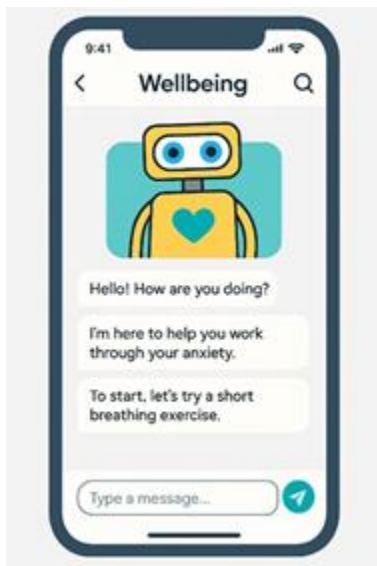 9:41
Wellbeing
Hello! How are you doing?
I'm here to help you work
through your anxiety.
To start, let's try a short
breathing exercise.
Type a message...